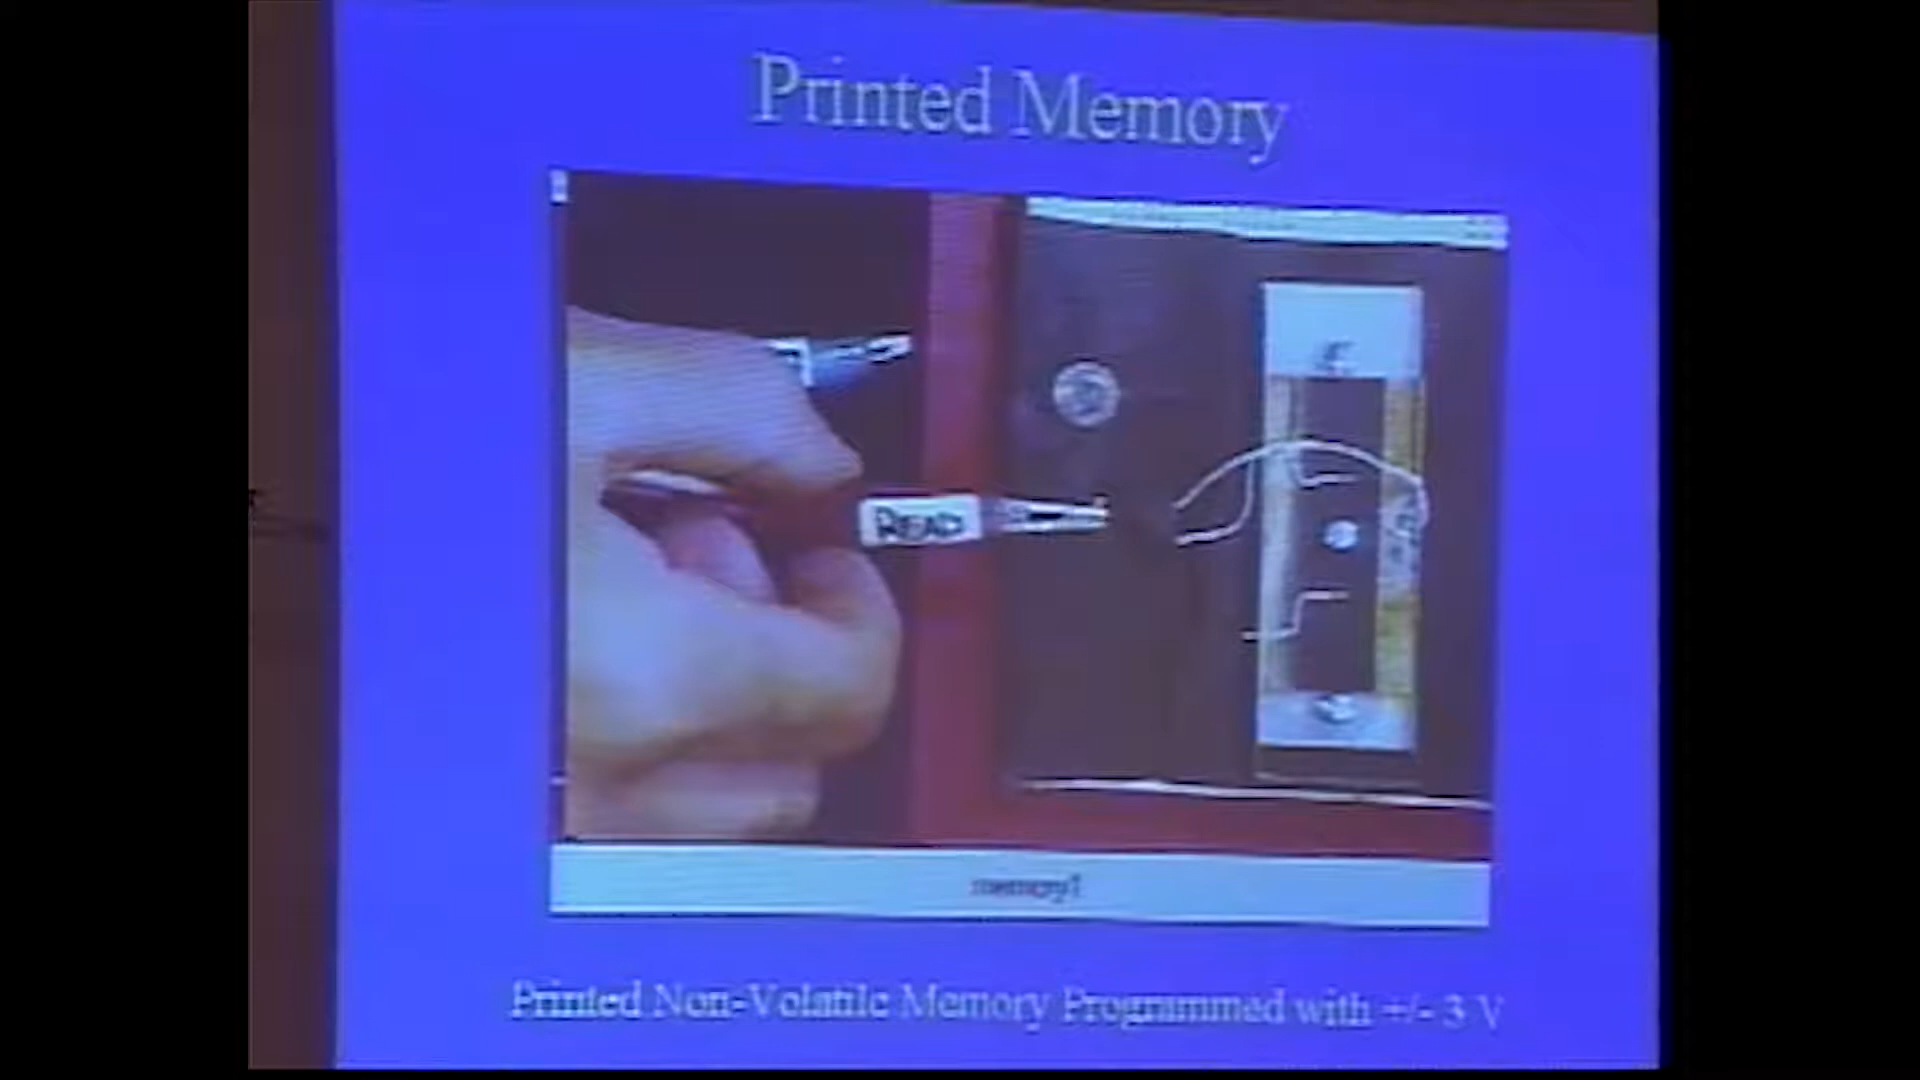 Printed Memory
READ
memory1
Printed Non-Volatile Memory Programmed with +/- 3 V